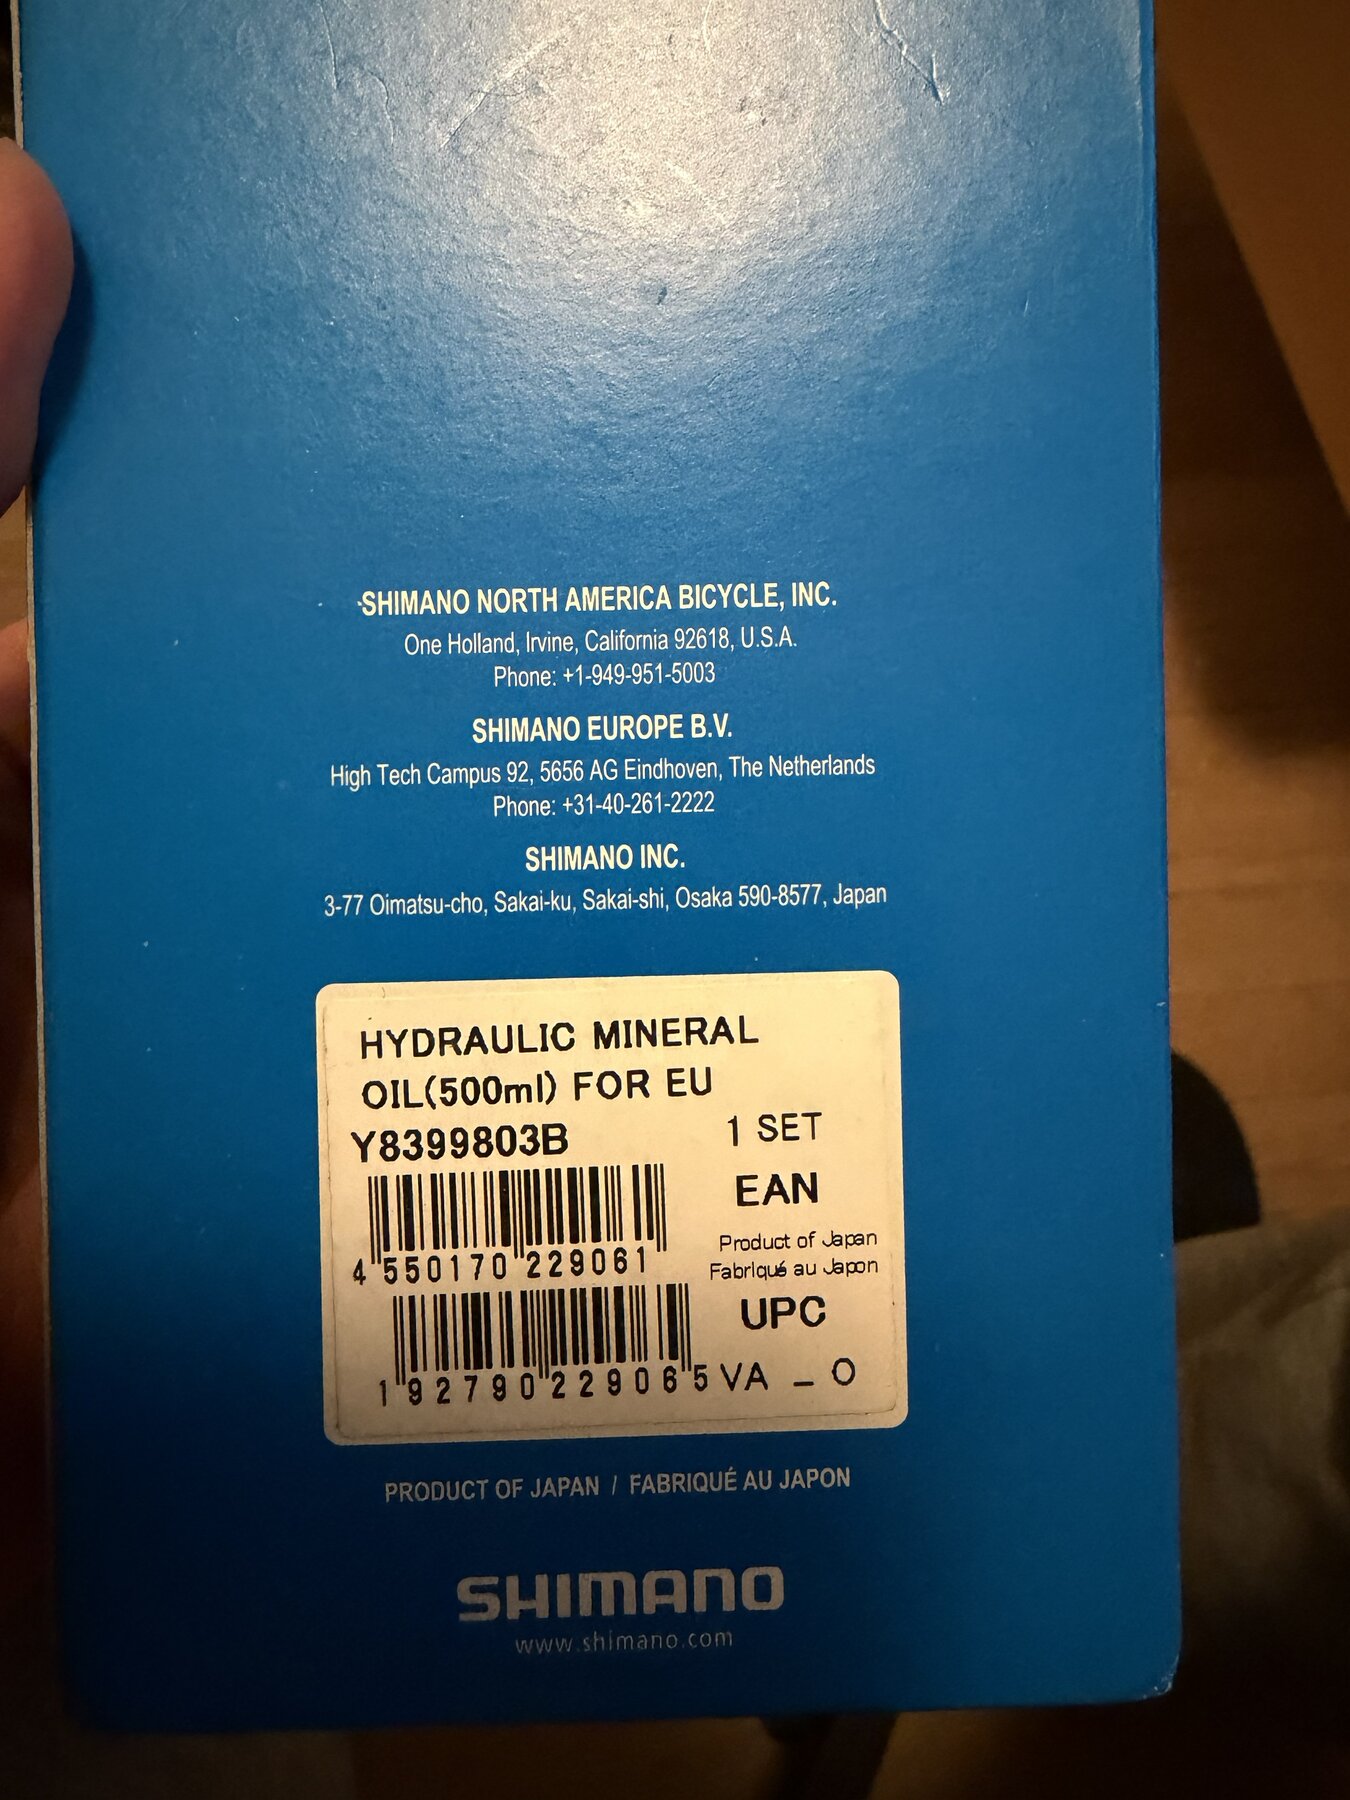 SHIMANO NORTH AMERICA BICYCLE, INC.
One Holland, Irvine, California 92618, U.S.A.
Phone: +1-949-951-5003
SHIMANO EUROPE B.V.
High Tech Campus 92, 5656 AG Eindhoven, The Netherlands
Phone: +31-40-261-2222
SHIMANO INC.
3-77 Oimatsu-cho, Sakai-ku, Sakai-shi, Osaka 590-8577, Japan
HYDRAULIC MINERAL
OIL(500ml) FOR EU
Y8399803B 1 SET
EAN
4 550170 229061
Product of Japan
Fabriqué au Japon
UPC
1 92790 22906 5 VA _ O
PRODUCT OF JAPAN / FABRIQUÉ AU JAPON
SHIMANO
www.shimano.com